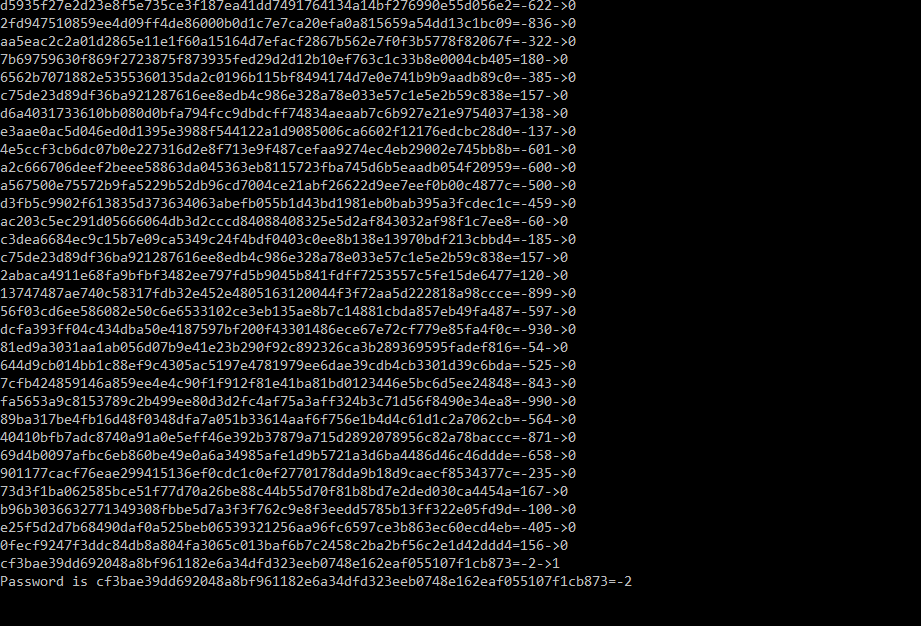 d5935f27e2d23e8f5e735ce3f187ea41dd7491764134a14bf276990e55d056e2=-622->0
2fd947510859ee4d09ff4de86000b0d1c7e7ca20efa0a815659a54dd13c1bc09=-836->0
aa5eac2c2a01d2865e11e1f60a15164d7efacf2867b562e7f0f3b5778f82067f=-322->0
7b69759630f869f2723875f873935fed29d2d12b10ef763c1c33b8e0004cb405=180->0
6562b7071882e5355360135da2c0196b115bf8494174d7e0e741b9b9aadb89c0=-385->0
c75de23d89df36ba921287616ee8edb4c986e328a78e033e57c1e5e2b59c838e=157->0
d6a4031733610bb080d0bfa794fcc9dbdcff74834aeaab7c6b927e21e9754037=138->0
e3aae0ac5d046ed0d1395e3988f544122a1d9085006ca6602f12176edcbc28d0=-137->0
4e5ccf3cb6dc07b0e227316d2e8f713e9f487cefaa9274ec4eb29002e745bb8b=-601->0
a2c666706deef2beee58863da045363eb8115723fba745d6b5eaadb054f20959=-600->0
a567500e75572b9fa5229b52db96cd7004ce21abf26622d9ee7eef0b00c4877c=-500->0
d3fb5c9902f613835d373634063abefb055b1d43bd1981eb0bab395a3fcdec1c=-459->0
ac203c5ec291d05666064db3d2cccd84088408325e5d2af843032af98f1c7ee8=-60->0
c3dea6684ec9c15b7e09ca5349c24f4bdf0403c0ee8b138e13970bdf213cbbd4=-185->0
c75de23d89df36ba921287616ee8edb4c986e328a78e033e57c1e5e2b59c838e=157->0
2abaca4911e68fa9bfbf3482ee797fd5b9045b841fdff7253557c5fe15de6477=120->0
13747487ae740c58317fdb32e452e4805163120044f3f72aa5d222818a98ccce=-899->0
56f03cd6ee586082e50c6e6533102ce3eb135ae8b7c14881cbda857eb49fa487=-597->0
dcfa393ff04c434dba50e4187597bf200f43301486ece67e72cf779e85fa4f0c=-930->0
81ed9a3031aa1ab056d07b9e41e23b290f92c892326ca3b289369595fadef816=-54->0
644d9cb014bb1c88ef9c4305ac5197e4781979ee6dae39cdb4cb3301d39c6bda=-525->0
7cfb424859146a859ee4e4c90f1f912f81e41ba81bd0123446e5bc6d5ee24848=-843->0
fa5653a9c8153789c2b499ee80d3d2fc4af75a3aff324b3c71d56f8490e34ea8=-990->0
89ba317be4fb16d48f0348dfa7a051b33614aaf6f756e1b4d4c61d1c2a7062cb=-564->0
40410bfb7adc8740a91a0e5eff46e392b37879a715d2892078956c82a78baccc=-871->0
69d4b0097afbc6eb860be49e0a6a34985afe1d9b5721a3d6ba4486d46c46ddde=-658->0
901177cacf76eae299415136ef0cdc1c0ef2770178dda9b18d9caecf8534377c=-235->0
73d3f1ba062585bce51f77d70a26be88c44b55d70f81b8bd7e2ded030ca4454a=167->0
b96b3036632771349308fbbe5d7a3f3f762c9e8f3eedd5785b13ff322e05fd9d=-100->0
e25f5d2d7b68490daf0a525beb06539321256aa96fc6597ce3b863ec60ecd4eb=-405->0
0fecf9247f3ddc84db8a804fa3065c013baf6b7c2458c2ba2bf56c2e1d42ddd4=156->0
cf3bae39dd692048a8bf961182e6a34dfd323eeb0748e162eaf055107f1cb873=-2->1
Password is cf3bae39dd692048a8bf961182e6a34dfd323eeb0748e162eaf055107f1cb873=-2